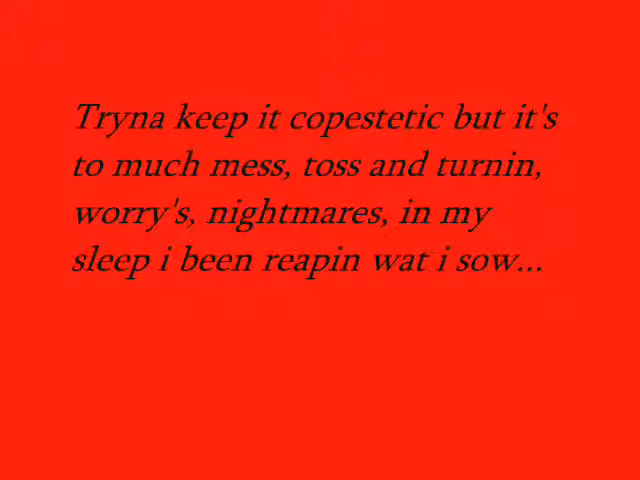 Tryna keep it copestetic but it's
to much mess, toss and turnin,
worry's, nightmares, in my
sleep i been reapin wat i sow...